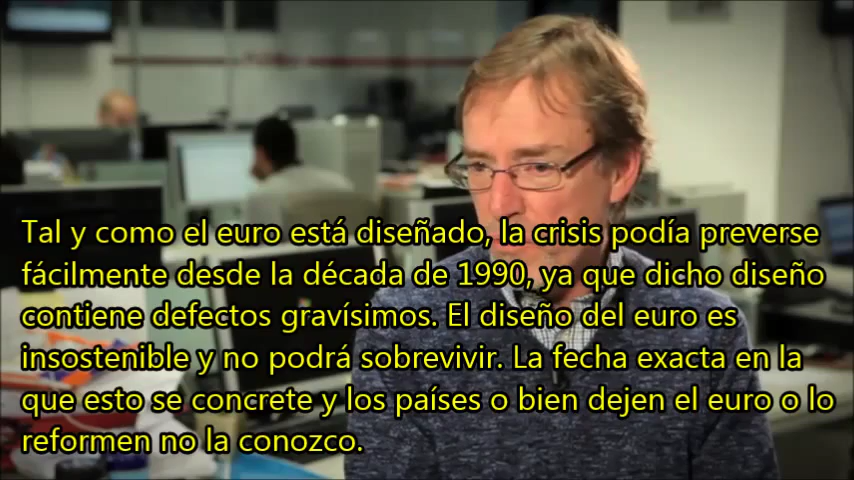 Tal y como el euro está diseñado, la crisis podía preverse
fácilmente desde la década de 1990, ya que dicho diseño
contiene defectos gravísimos. El diseño del euro es
insostenible y no podrá sobrevivir. La fecha exacta en la
que esto se concrete y los países o bien dejen el euro o lo
reformen no la conozco.